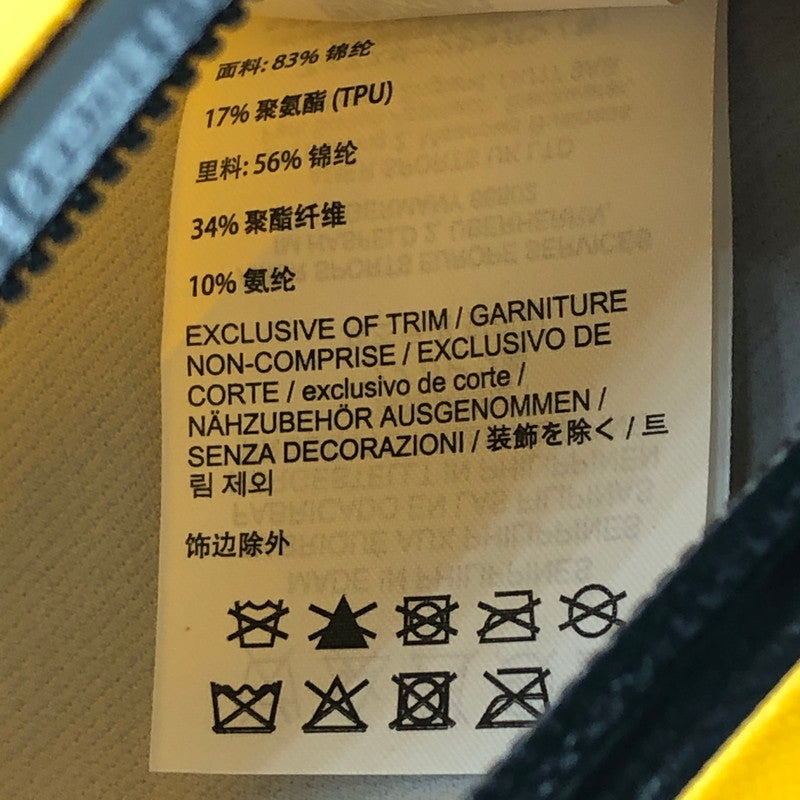 面料: 83% 锦纶
17% 聚氨酯 (TPU)
里料: 56% 锦纶
34% 聚酯纤维
10% 氨纶
EXCLUSIVE OF TRIM / GARNITURE
NON-COMPRISE / EXCLUSIVO DE
CORTE / exclusivo de corte /
NÄHZUBEHÖR AUSGENOMMEN /
SENZA DECORAZIONI / 装飾を除く / 트
림 제외
饰边除外